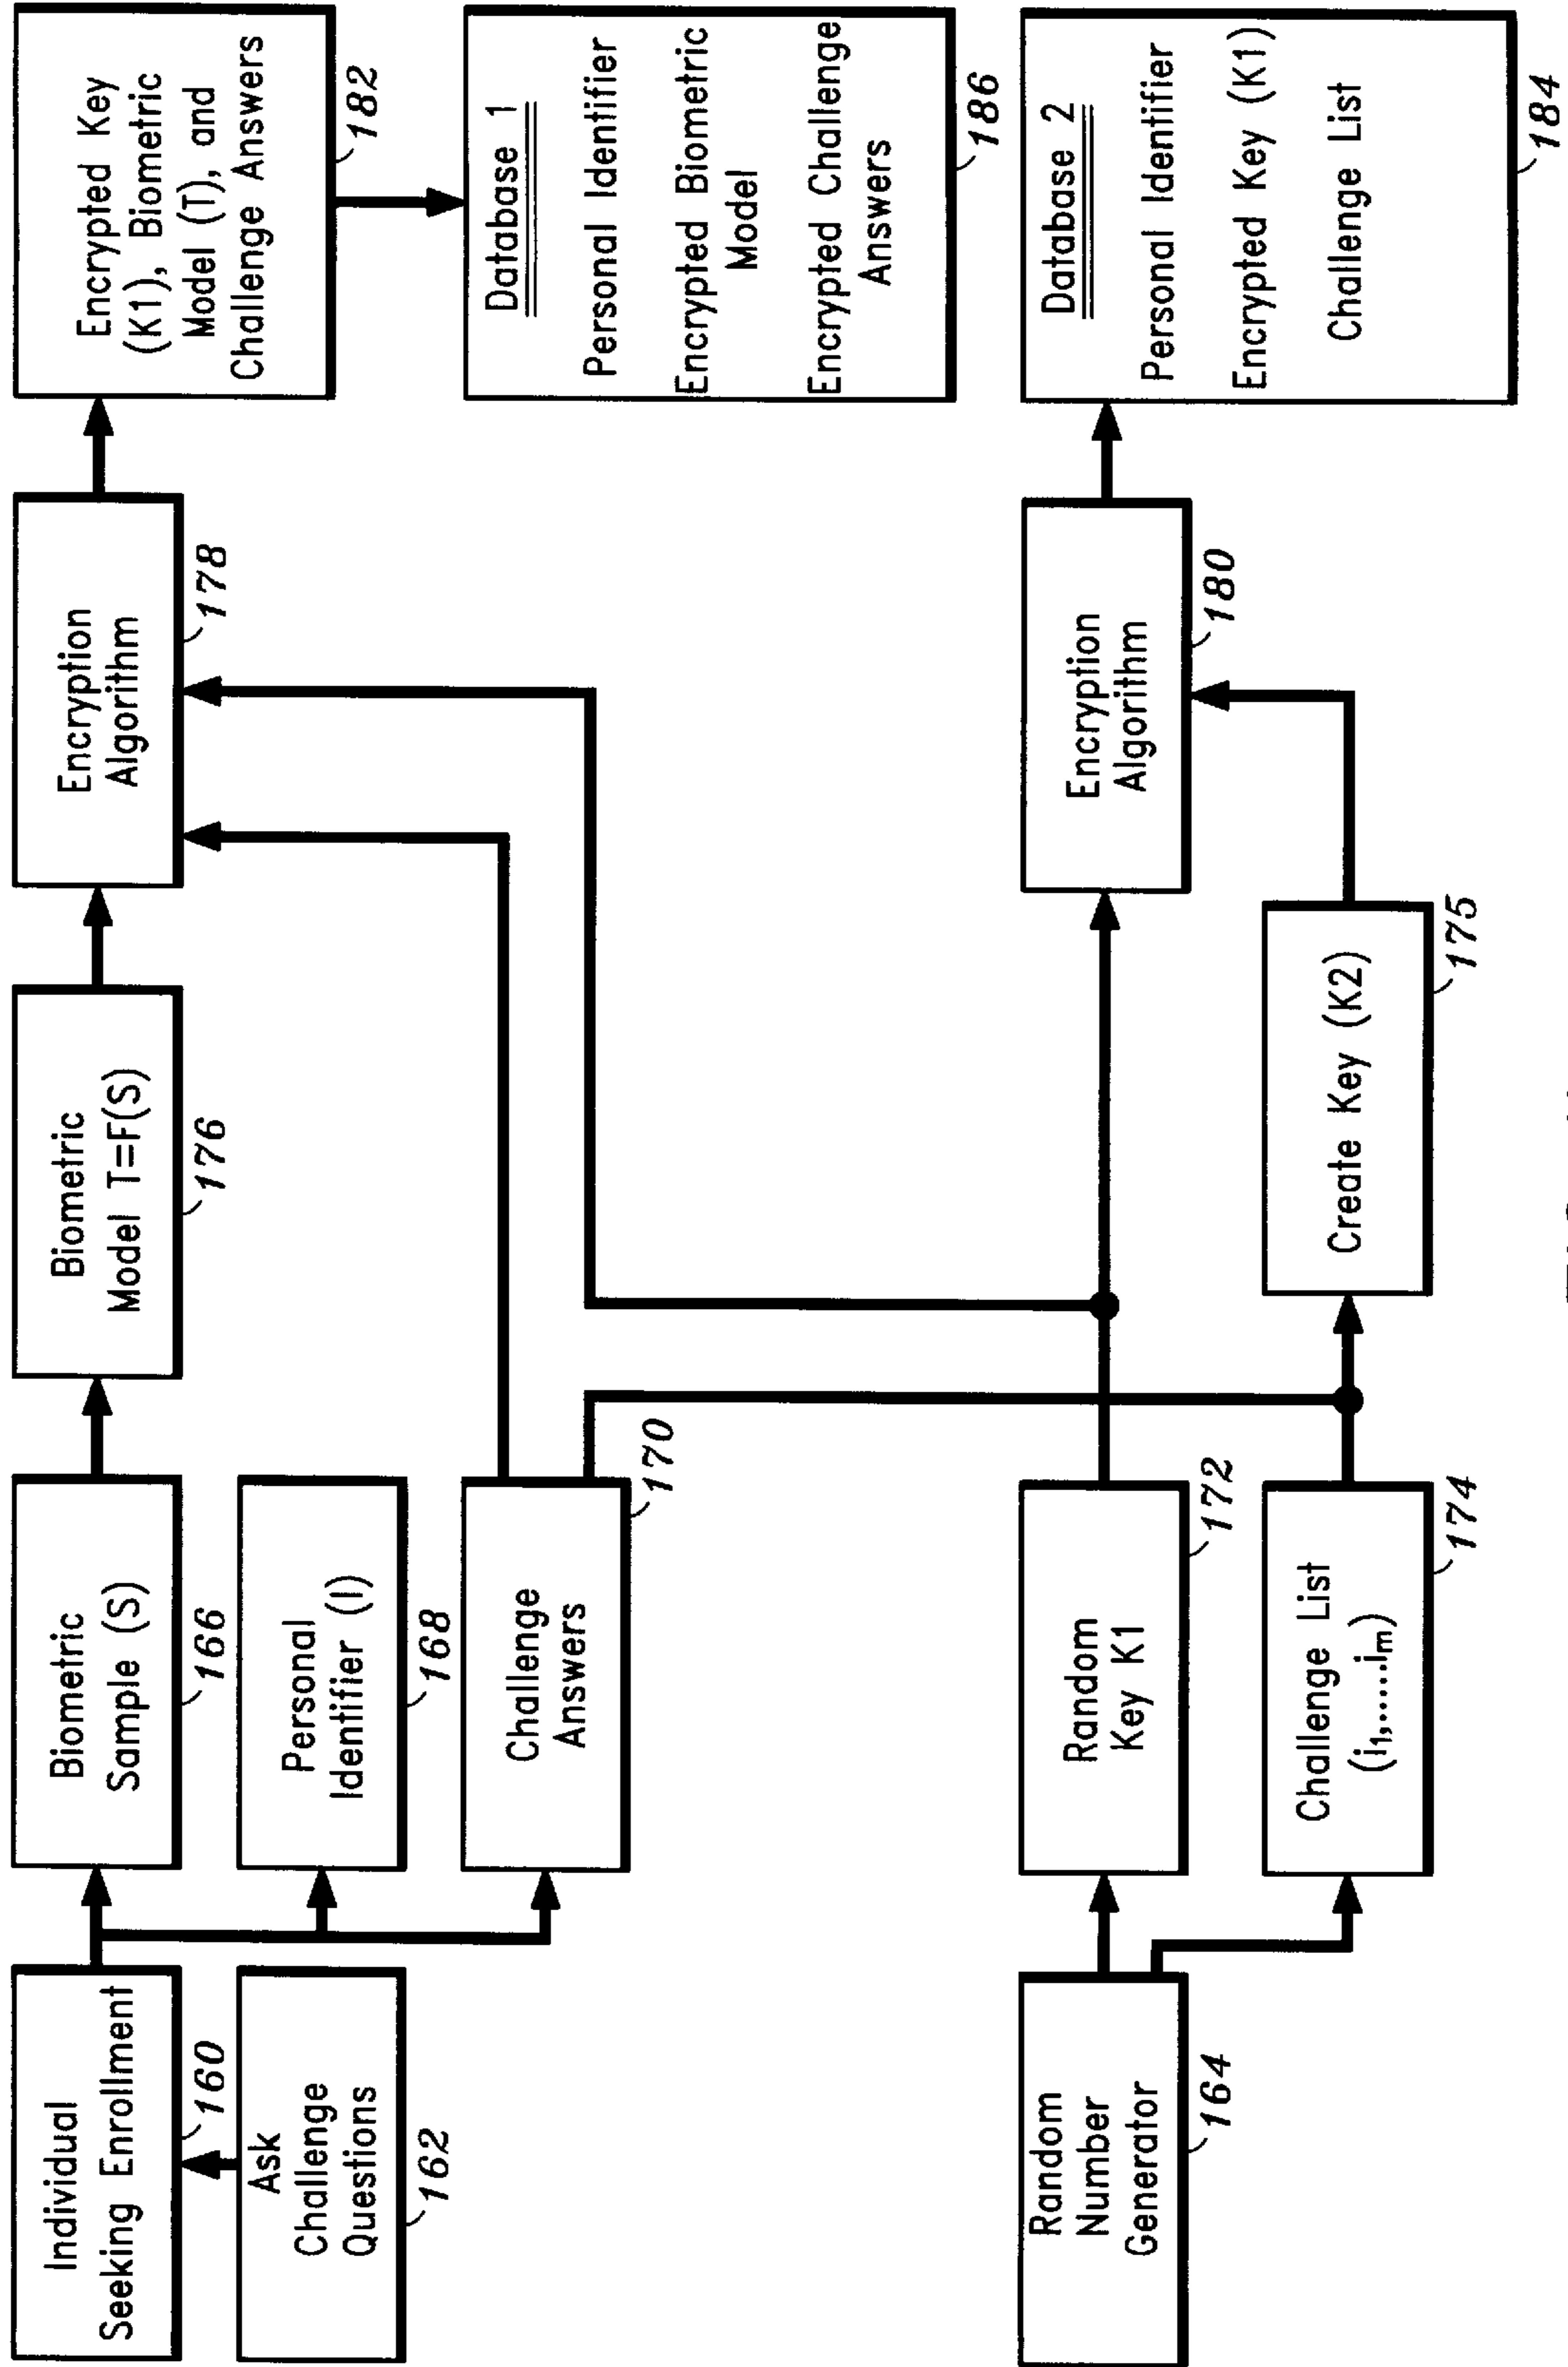 Individual
Seeking Enrollment
160
Ask
Challenge
Questions
162
Biometric
Sample (S)
166
Personal
Identifier (I)
168
Challenge
Answers
170
Biometric
Model T=F(S)
176
Encryption
Algorithm
178
Encrypted Key
(K1), Biometric
Model (T), and
Challenge Answers
182
Database 1
Personal Identifier
Encrypted Biometric
Model
Encrypted Challenge
Answers
186
Random
Number
Generator
164
Random
Key K1
172
Challenge List
(i₁,.....iₘ)
174
Create Key (K2)
175
Encryption
Algorithm
180
Database 2
Personal Identifier
Encrypted Key (K1)
Challenge List
184